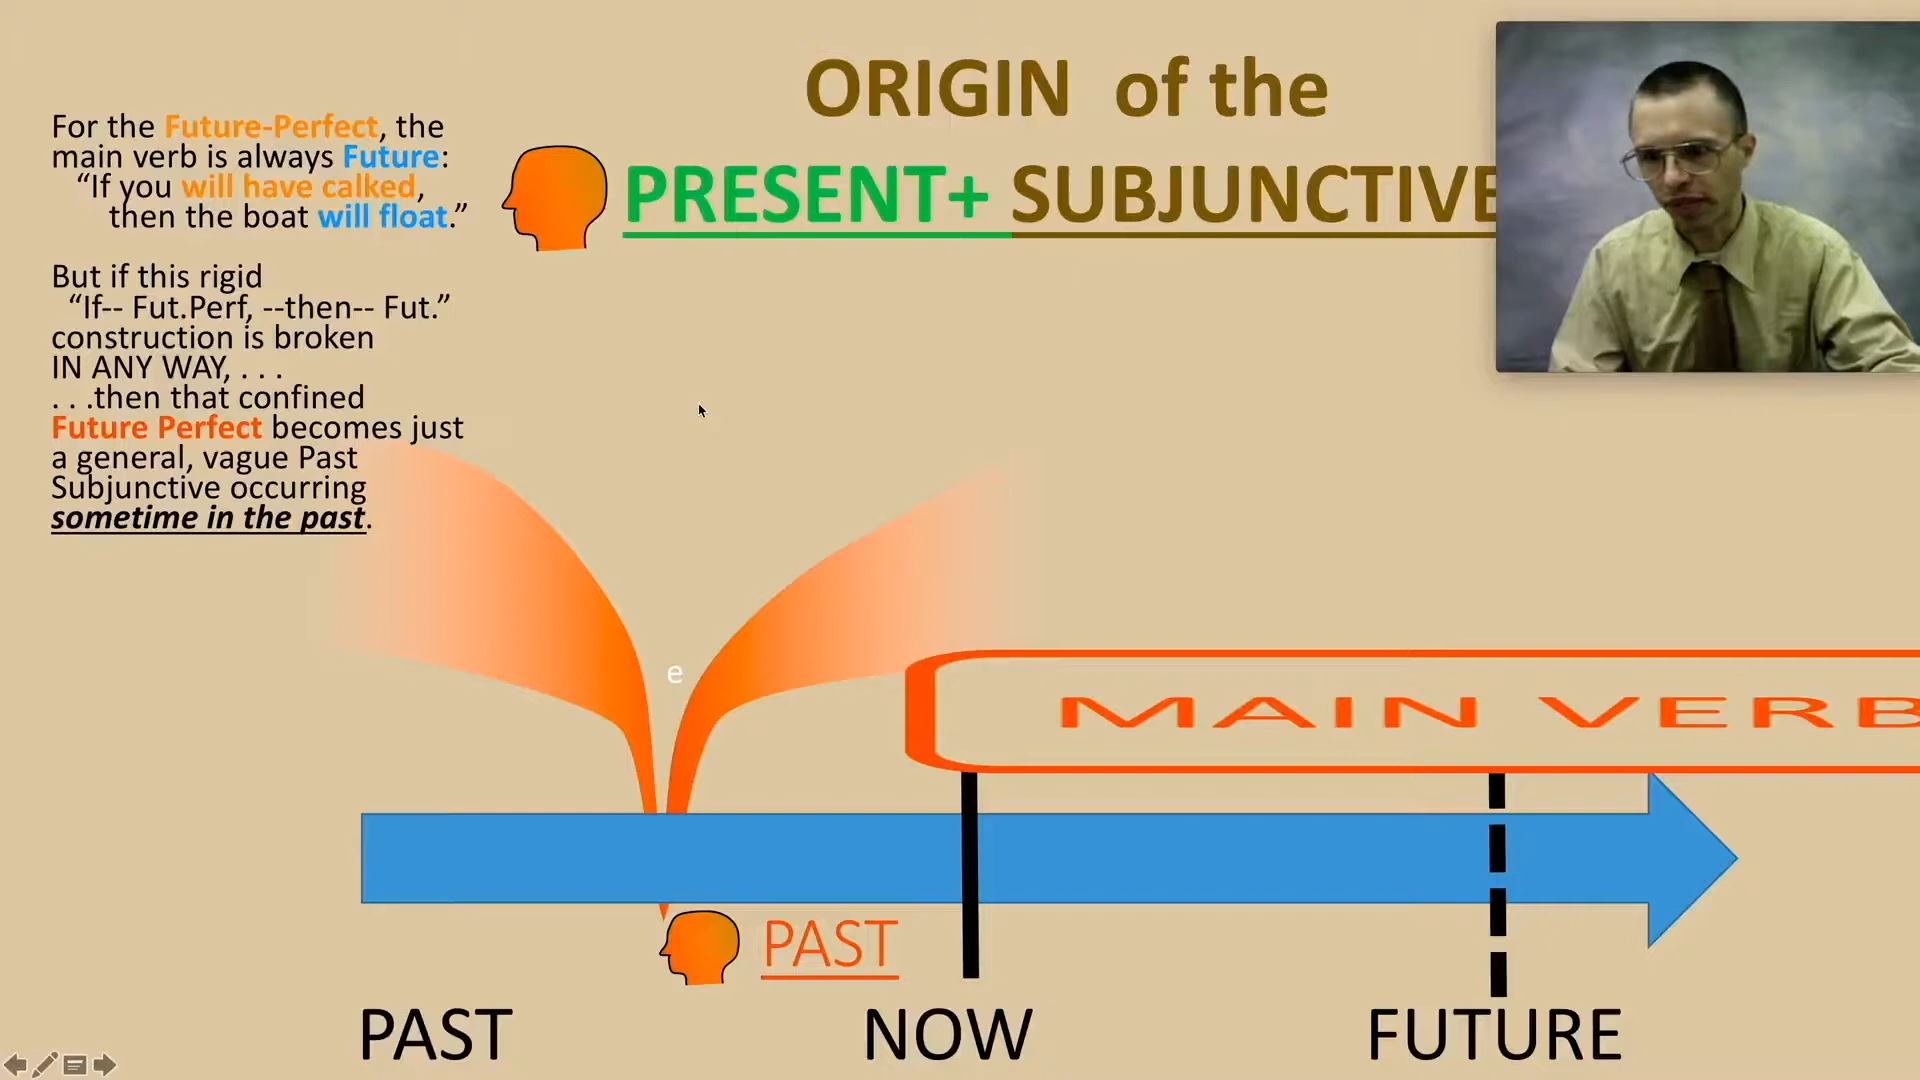 ORIGIN of the
PRESENT+ SUBJUNCTIVE
For the Future-Perfect, the
main verb is always Future:
“If you will have calked,
then the boat will float.”
But if this rigid
“If-- Fut.Perf, --then-- Fut.”
construction is broken
IN ANY WAY, . . .
. . .then that confined
Future Perfect becomes just
a general, vague Past
Subjunctive occurring
sometime in the past.
e
MAIN VERB
PAST
PAST
NOW
FUTURE